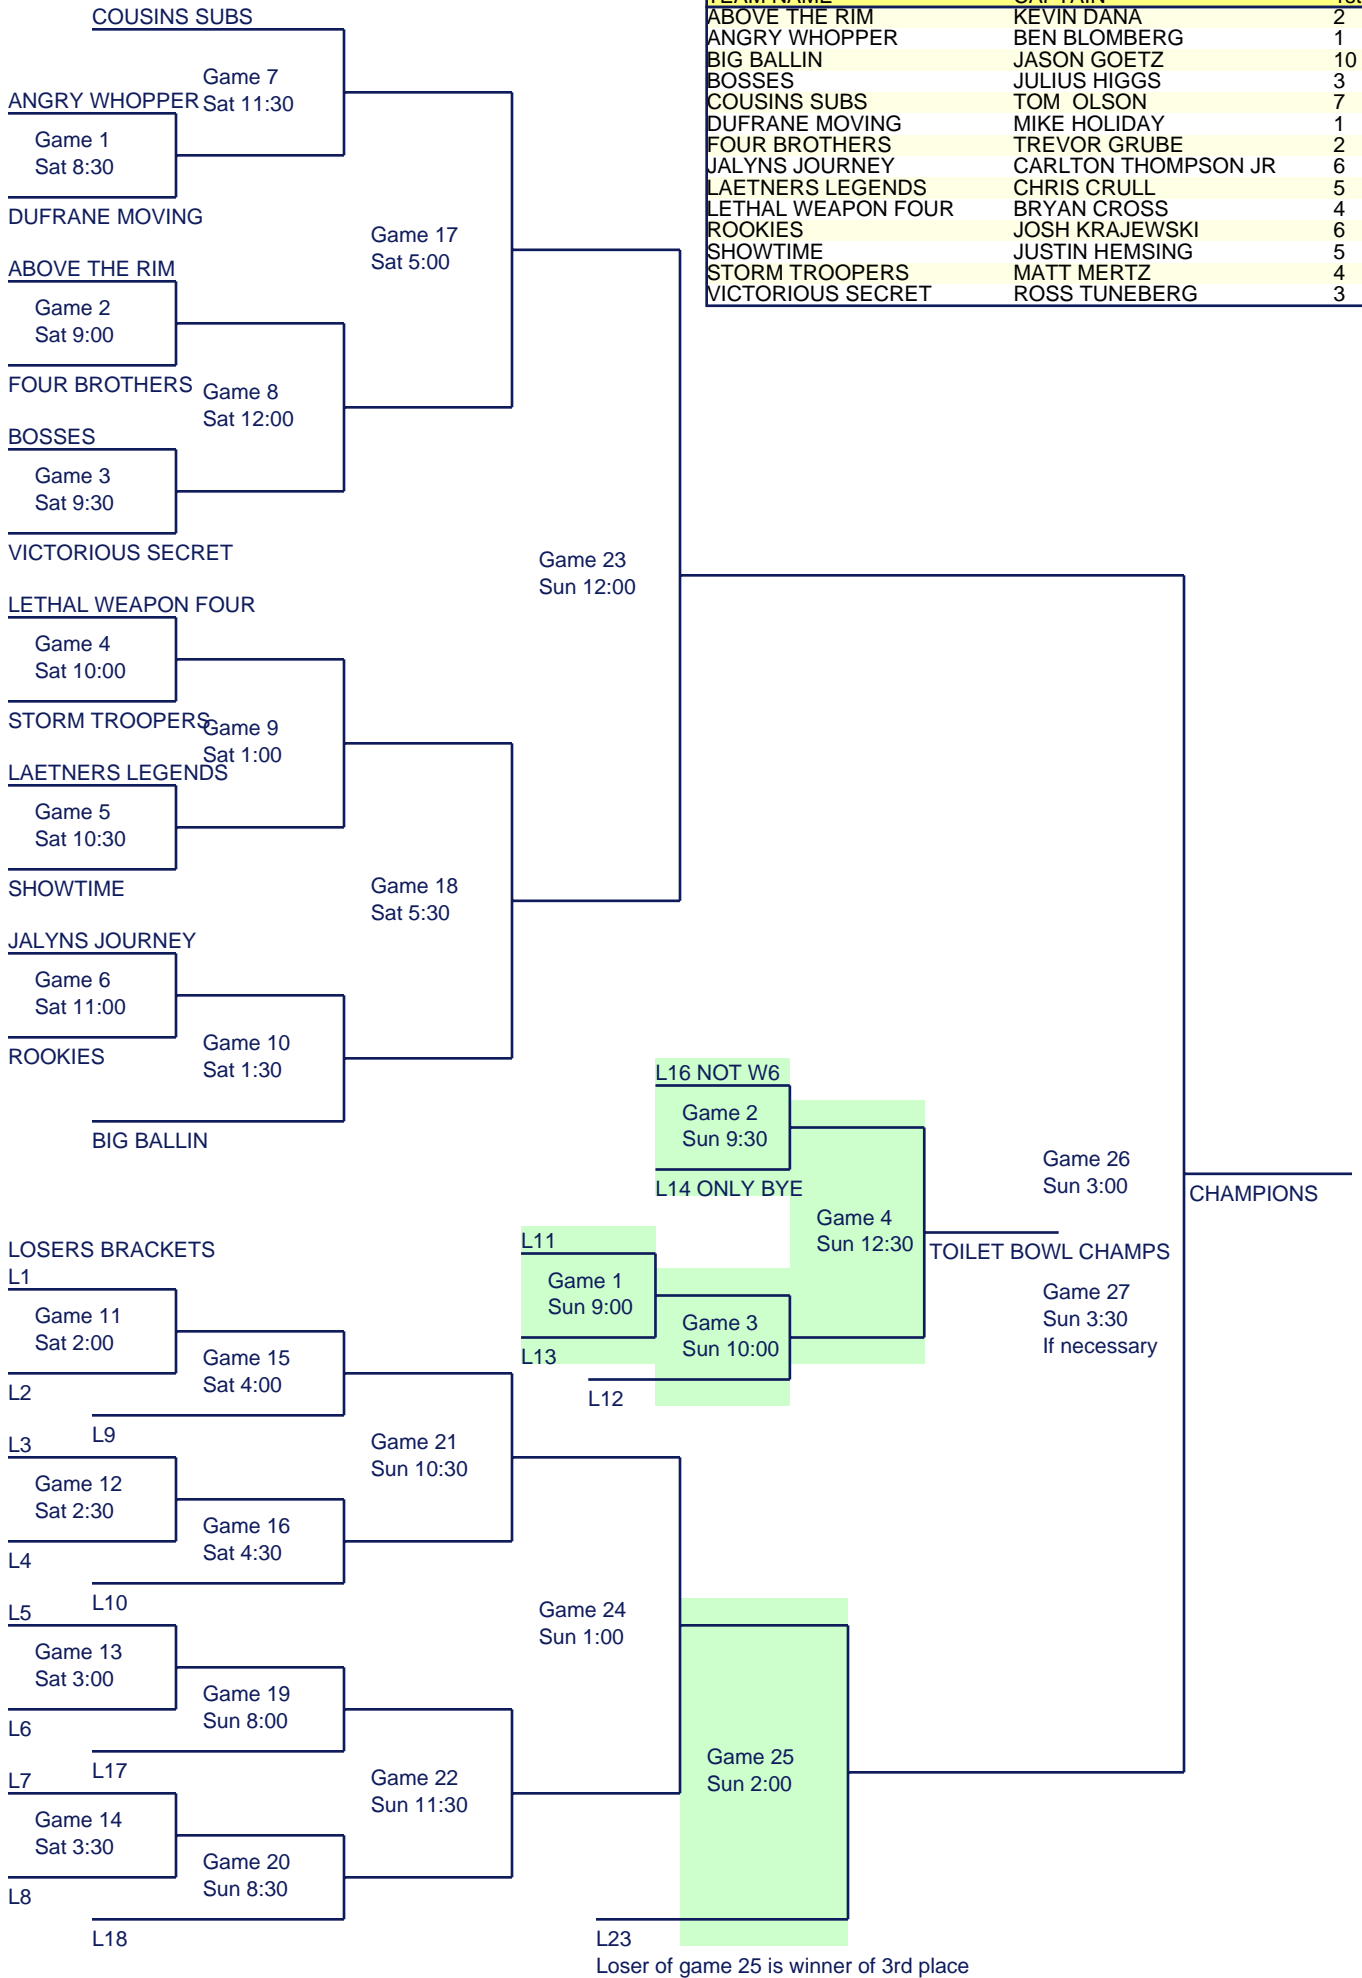 COUSINS SUBS
Game 7
Sat 11:30
ANGRY WHOPPER
Game 1
Sat 8:30
DUFRANE MOVING
Game 17
Sat 5:00
ABOVE THE RIM
Game 2
Sat 9:00
FOUR BROTHERS
Game 8
Sat 12:00
BOSSES
Game 3
Sat 9:30
VICTORIOUS SECRET
Game 23
Sun 12:00
LETHAL WEAPON FOUR
Game 4
Sat 10:00
STORM TROOPERS
Game 9
Sat 1:00
LAETNERS LEGENDS
Game 5
Sat 10:30
SHOWTIME
Game 18
Sat 5:30
JALYNS JOURNEY
Game 6
Sat 11:00
ROOKIES
Game 10
Sat 1:30
BIG BALLIN
ABOVE THE RIM KEVIN DANA 2
ANGRY WHOPPER BEN BLOMBERG 1
BIG BALLIN JASON GOETZ 10
BOSSES JULIUS HIGGS 3
COUSINS SUBS TOM OLSON 7
DUFRANE MOVING MIKE HOLIDAY 1
FOUR BROTHERS TREVOR GRUBE 2
JALYNS JOURNEY CARLTON THOMPSON JR 6
LAETNERS LEGENDS CHRIS CRULL 5
LETHAL WEAPON FOUR BRYAN CROSS 4
ROOKIES JOSH KRAJEWSKI 6
SHOWTIME JUSTIN HEMSING 5
STORM TROOPERS MATT MERTZ 4
VICTORIOUS SECRET ROSS TUNEBERG 3
L16 NOT W6
Game 2
Sun 9:30
L14 ONLY BYE
Game 4
Sun 12:30
L11
Game 1
Sun 9:00
L13
Game 3
Sun 10:00
L12
TOILET BOWL CHAMPS
Game 26
Sun 3:00
CHAMPIONS
Game 27
Sun 3:30
If necessary
LOSERS BRACKETS
L1
Game 11
Sat 2:00
L2
Game 15
Sat 4:00
L9
Game 21
Sun 10:30
L3
Game 12
Sat 2:30
L4
Game 16
Sat 4:30
L10
Game 24
Sun 1:00
L5
Game 13
Sat 3:00
L6
Game 19
Sun 8:00
L17
Game 22
Sun 11:30
L7
Game 14
Sat 3:30
L8
Game 20
Sun 8:30
L18
Game 25
Sun 2:00
L23
Loser of game 25 is winner of 3rd place